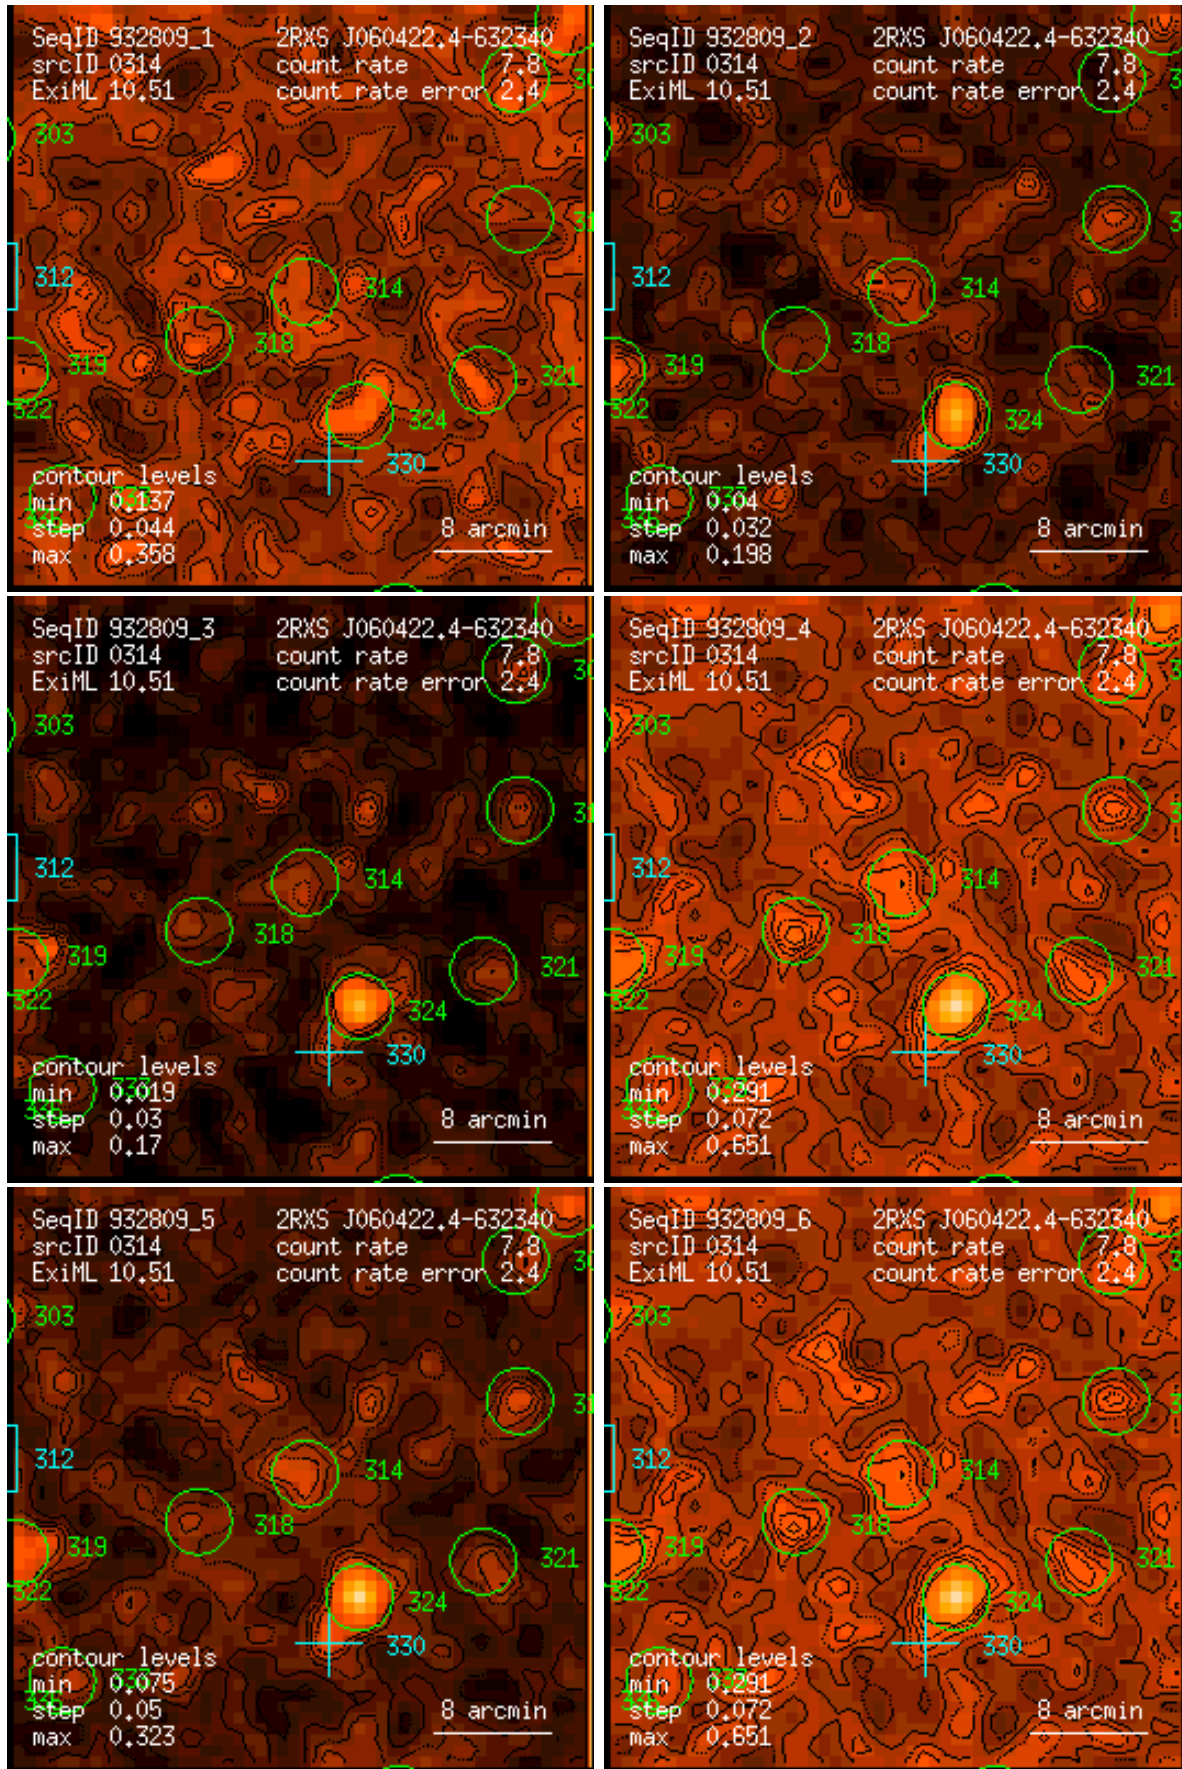 SeqID 932809_1 2RXS J060422.4-632340
srcID 0314 count rate 7.8
ExiML 10.51 count rate error 2.4
303
312 314
318
319 321
322 324
330
contour levels
min 0.137
step 0.044 8 arcmin
max 0.358
SeqID 932809_2 2RXS J060422.4-632340
srcID 0314 count rate 7.8
ExiML 10.51 count rate error 2.4
303
312 314
318
319 321
322 324
330
contour levels
min 0.04
step 0.032 8 arcmin
max 0.198
SeqID 932809_3 2RXS J060422.4-632340
srcID 0314 count rate 7.8
ExiML 10.51 count rate error 2.4
303
312 314
318
319 321
322 324
330
contour levels
min 0.019
step 0.03 8 arcmin
max 0.17
SeqID 932809_4 2RXS J060422.4-632340
srcID 0314 count rate 7.8
ExiML 10.51 count rate error 2.4
303
312 314
318
319 321
322 324
330
contour levels
min 0.291
step 0.072 8 arcmin
max 0.651
SeqID 932809_5 2RXS J060422.4-632340
srcID 0314 count rate 7.8
ExiML 10.51 count rate error 2.4
303
312 314
318
319 321
322 324
330
contour levels
min 0.075
step 0.05 8 arcmin
max 0.323
SeqID 932809_6 2RXS J060422.4-632340
srcID 0314 count rate 7.8
ExiML 10.51 count rate error 2.4
303
312 314
318
319 321
322 324
330
contour levels
min 0.291
step 0.072 8 arcmin
max 0.651